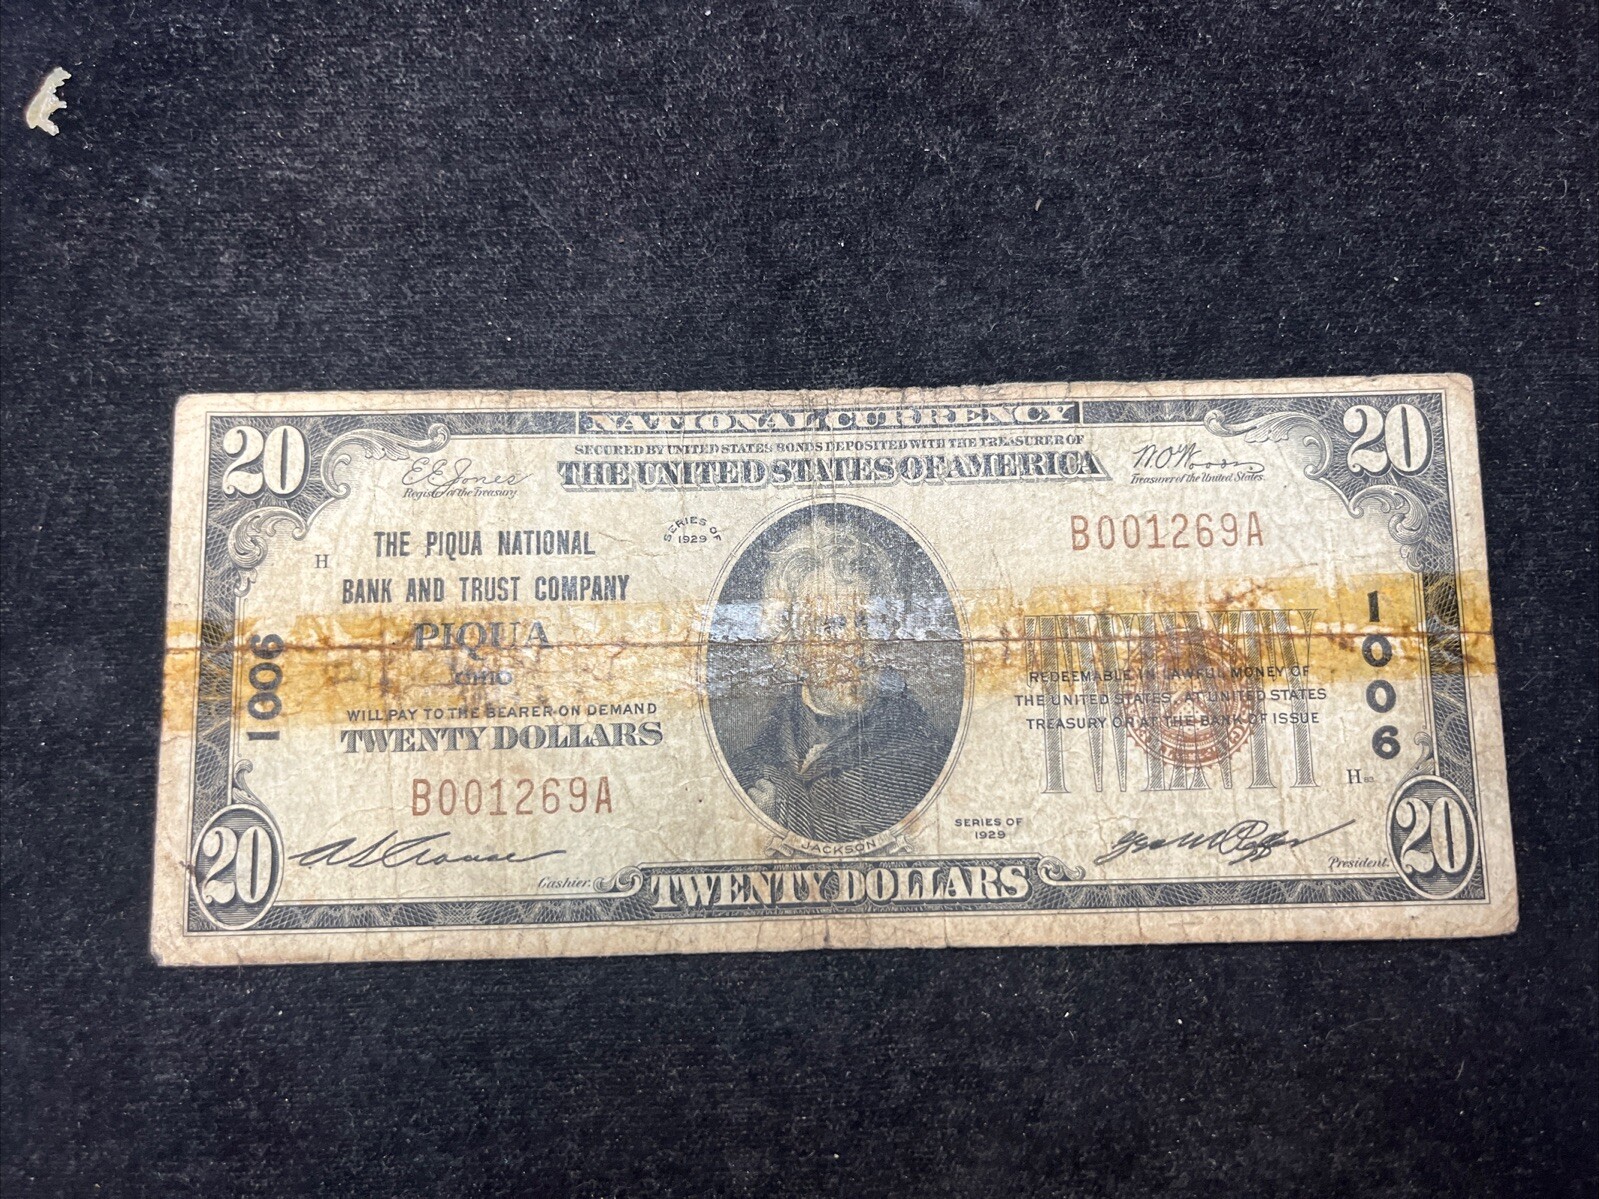 NATIONAL CURRENCY
SECURED BY UNITED STATES BONDS DEPOSITED WITH THE TREASURER OF
THE UNITED STATES OF AMERICA
20
20
E.E. Jones
Register of the Treasury
W.O. Woods
Treasurer of the United States.
SERIES OF
1929
B001269A
THE PIQUA NATIONAL
H
BANK AND TRUST COMPANY
PIQUA
OHIO
1006
1006
TWENTY
REDEEMABLE IN LAWFUL MONEY OF
THE UNITED STATES AT UNITED STATES
TREASURY OR AT THE BANK OF ISSUE
WILL PAY TO THE BEARER ON DEMAND
TWENTY DOLLARS
H
B001269A
SERIES OF
1929
JACKSON
Cashier.
President.
20
TWENTY DOLLARS
20